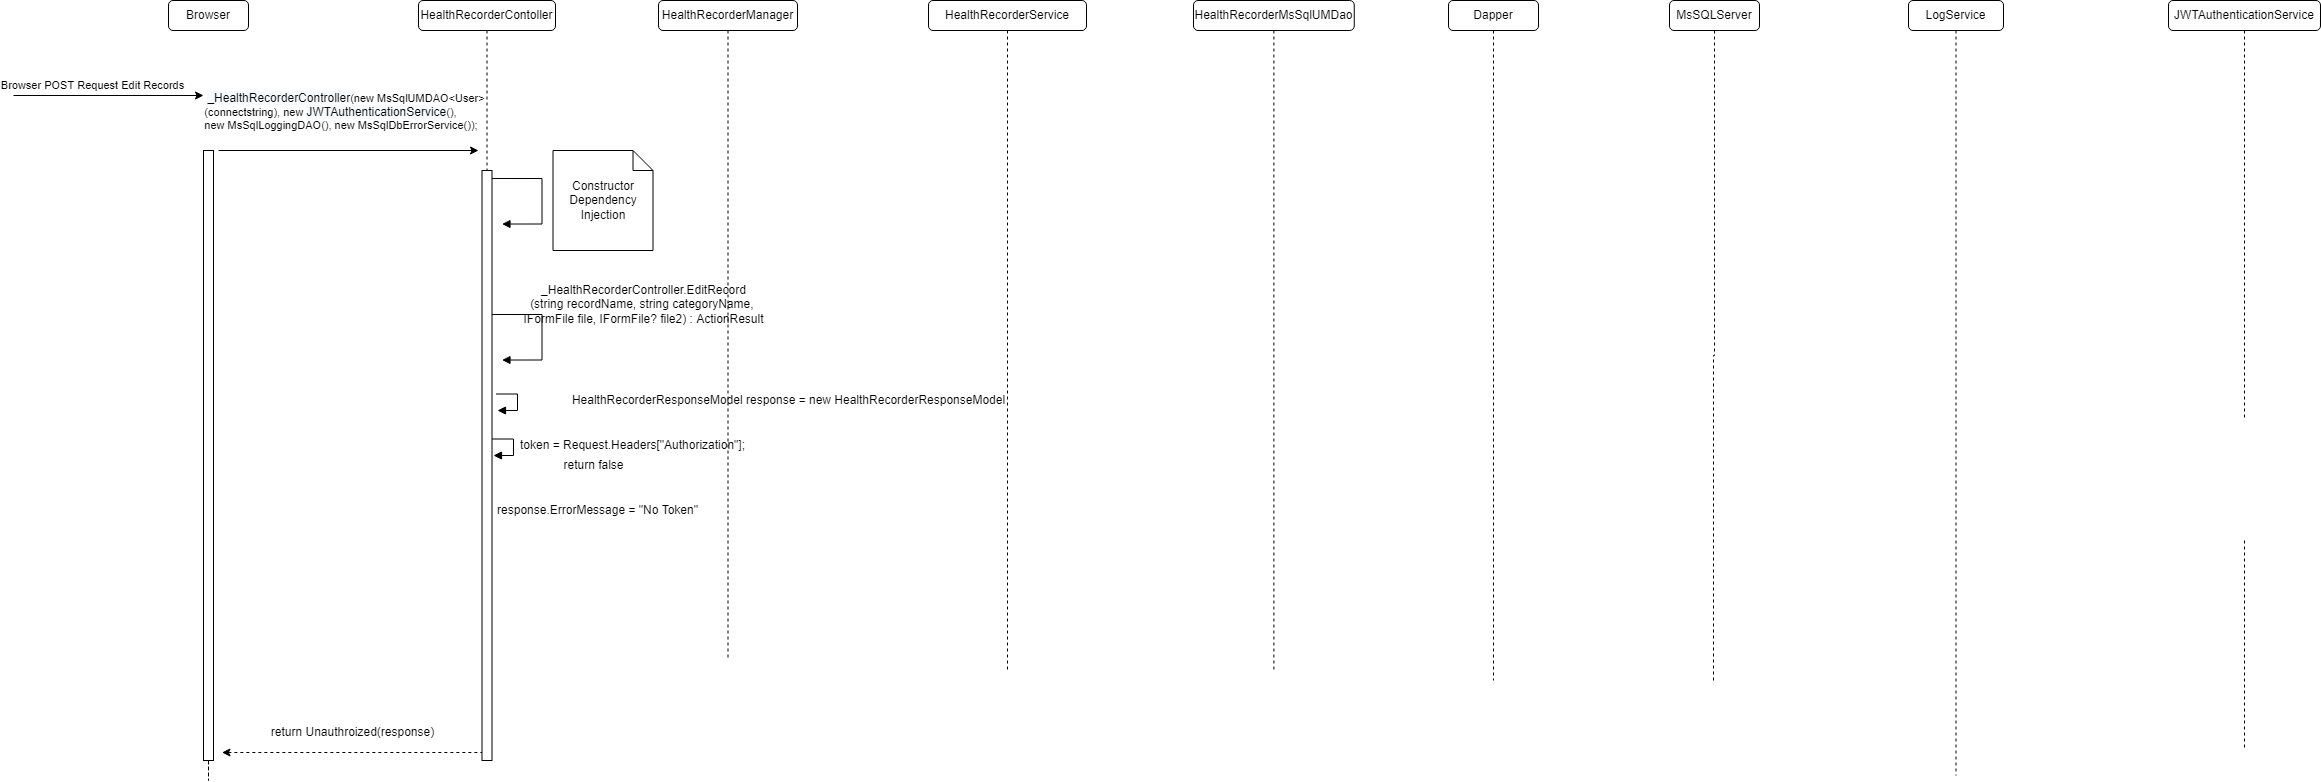 Browser
HealthRecorderContoller
HealthRecorderManager
HealthRecorderService
HealthRecorderMsSqlUMDao
Dapper
MsSQLServer
LogService
JWTAuthenticationService
Browser POST Request Edit Records
_HealthRecorderController(new MsSqlUMDAO<User>
(connectstring), new JWTAuthenticationService(),
new MsSqlLoggingDAO(), new MsSqlDbErrorService());
Constructor
Dependency
Injection
_HealthRecorderController.EditRecord
(string recordName, string categoryName,
IFormFile file, IFormFile? file2) : ActionResult
HealthRecorderResponseModel response = new HealthRecorderResponseModel
token = Request.Headers["Authorization"];
return false
response.ErrorMessage = "No Token"
return Unauthroized(response)